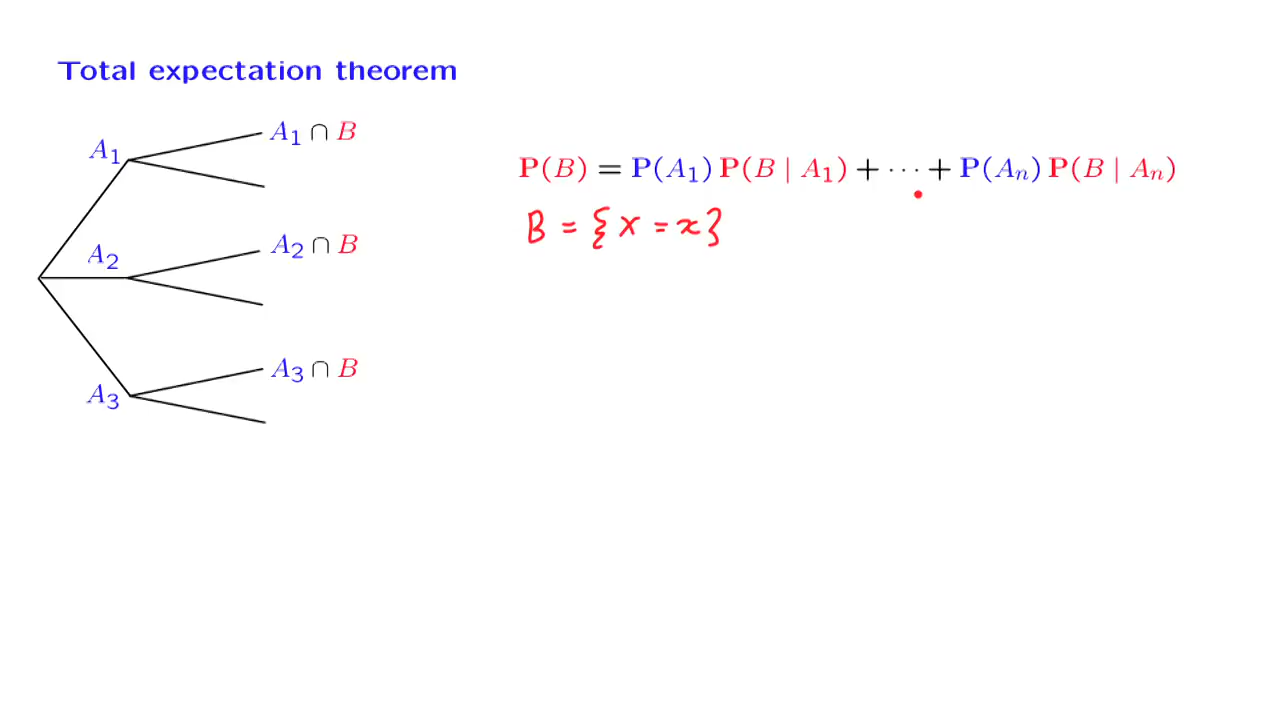 Total expectation theorem
A₁
A₁ ∩ B
P(B) = P(A₁) P(B | A₁) + ··· + P(Aₙ) P(B | Aₙ)
B = {X = x}
A₂
A₂ ∩ B
A₃
A₃ ∩ B